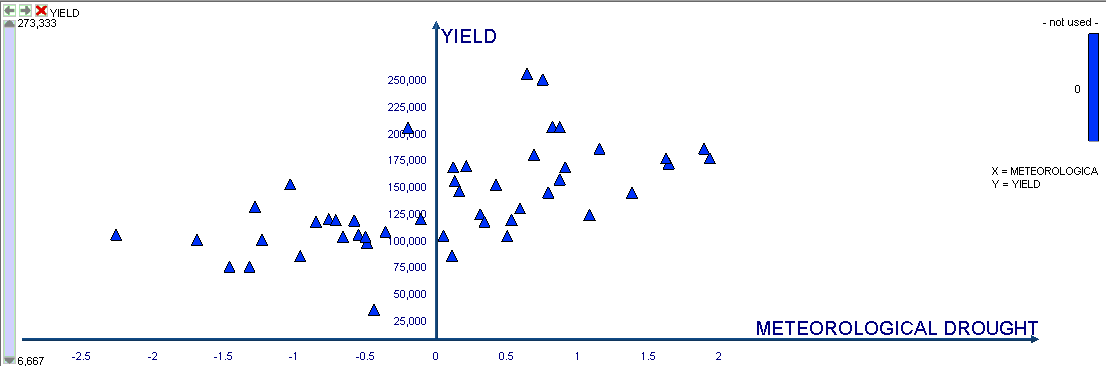 YIELD
273,333
- not used -
YIELD
250,000
0
225,000
200,000
175,000
X = METEOROLOGICA
Y = YIELD
150,000
125,000
100,000
75,000
50,000
25,000
METEOROLOGICAL DROUGHT
6,667
-2.5 -2 -1.5 -1 -0.5 0 0.5 1 1.5 2